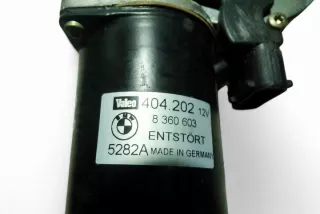 Valeo 404.202 12V
8 360 603
ENTSTÖRT
5282A MADE IN GERMANY